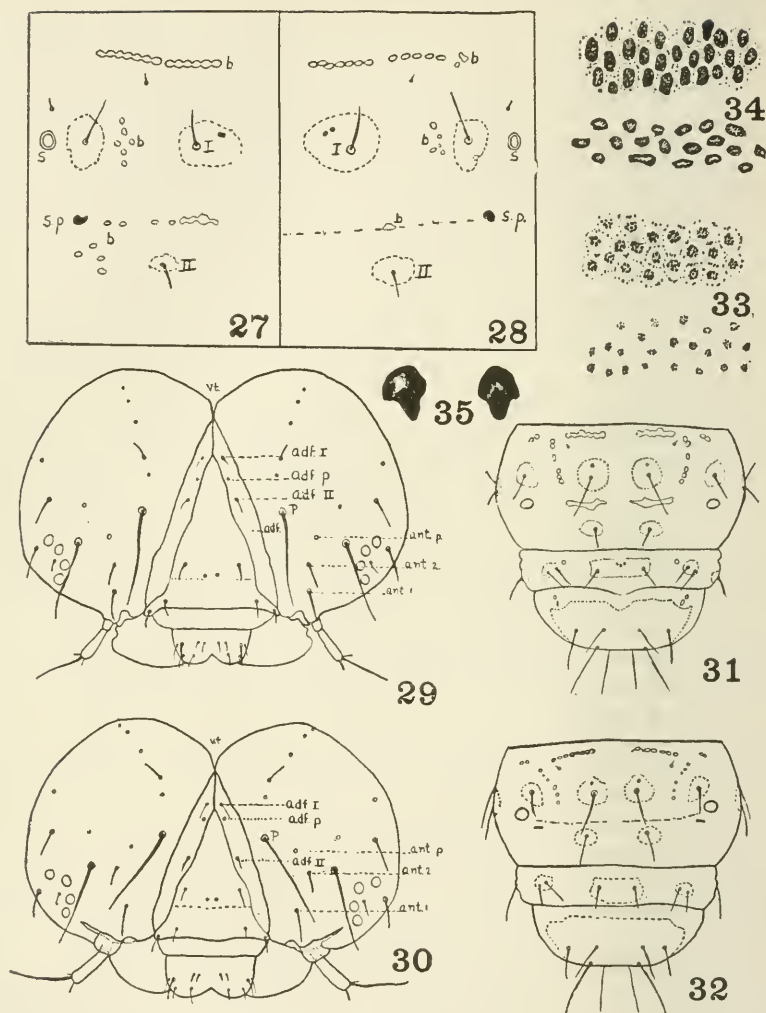 b
b
S
b
I
I
b
S
S.p
b
II
b
S.p.
II
27
28
34
33
35
Vt.
adf. I
adf p
adf II
P
adf.
ant. p
ant 2
ant. 1
29
31
vt
adf I
adf p
P
ant p
adf II
ant 2
ant. 1
30
32